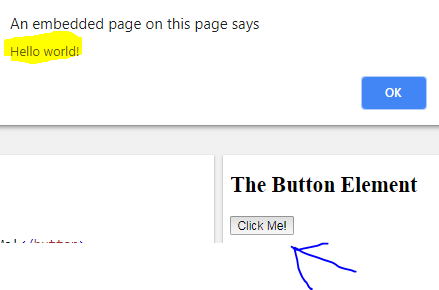 An embedded page on this page says
Hello world!
OK
The Button Element
Click Me!